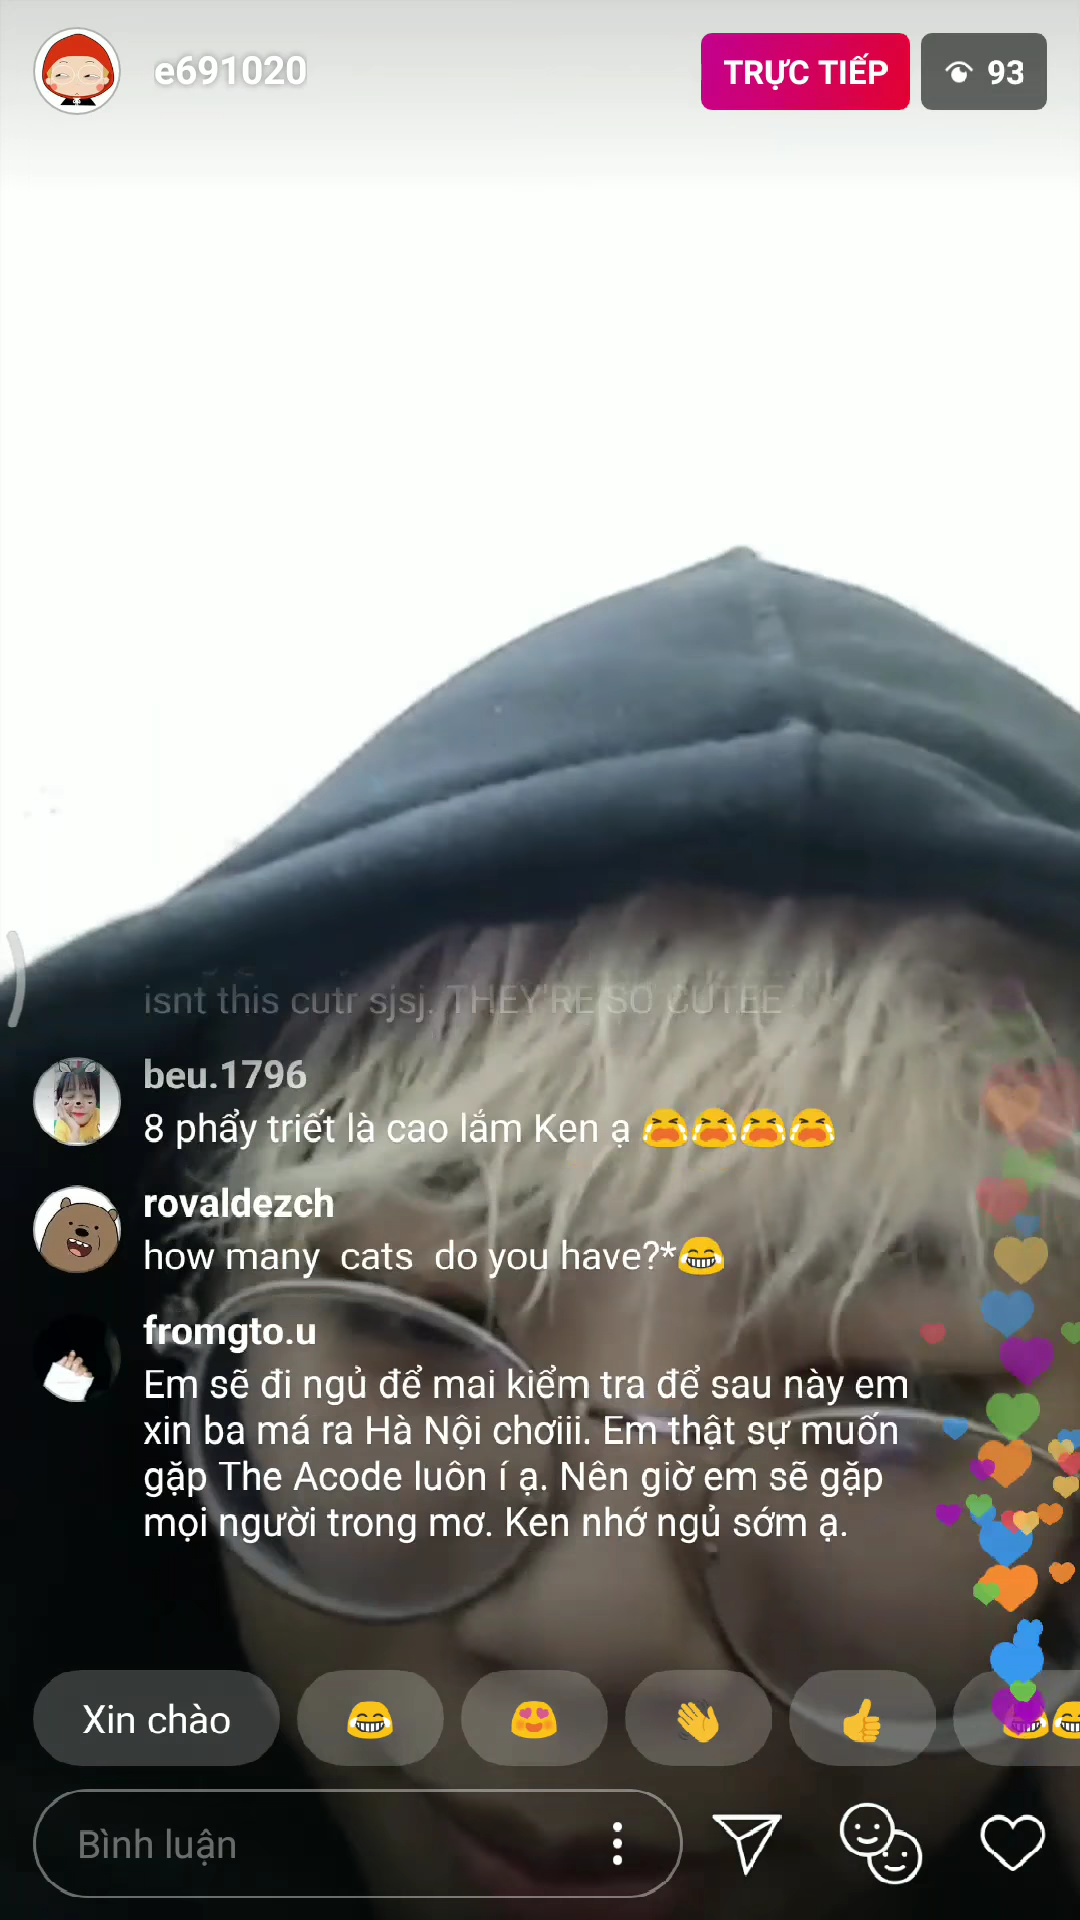 e691020
TRỰC TIẾP
93
isnt this cutr sjsj. THEY'RE SO CUTEE
beu.1796
8 phẩy triết là cao lắm Ken ạ 😭😭😭😭
rovaldezch
how many cats do you have?*😂
fromgto.u
Em sẽ đi ngủ để mai kiểm tra để sau này em
xin ba má ra Hà Nội chơiii. Em thật sự muốn
gặp The Acode luôn í ạ. Nên giờ em sẽ gặp
mọi người trong mơ. Ken nhớ ngủ sớm ạ.
Xin chào
Bình luận